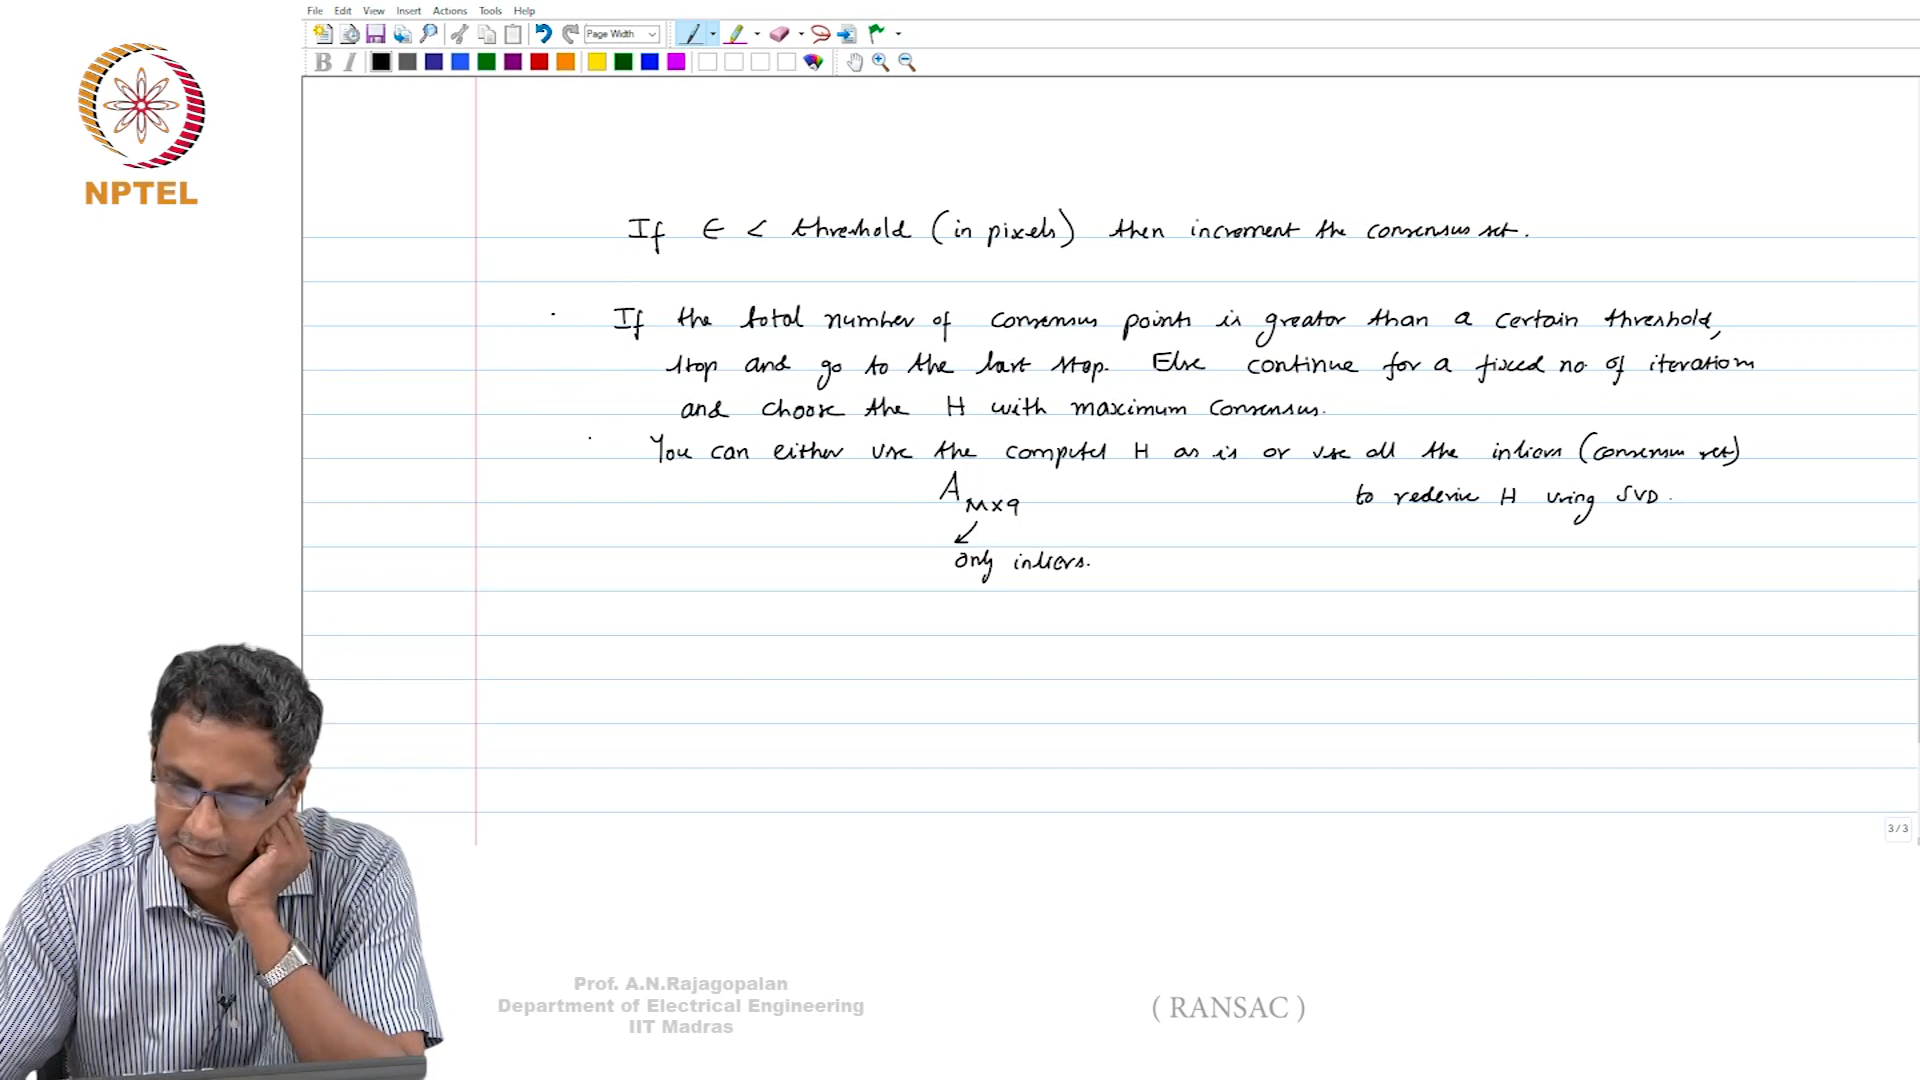 File Edit View Insert Actions Tools Help
Page Width
B I
NPTEL
If ∈ < threshold (in pixels) then increment the consensus set.
· If the total number of consensus points is greater than a certain threshold,
stop and go to the last step. Else continue for a fixed no. of iterations
and choose the H with maximum consensus.
· You can either use the computed H as is or use all the inliers (consensus set)
to rederive H using SVD.
A M×9
↙
only inliers.
3/3
Prof. A.N.Rajagopalan
Department of Electrical Engineering
IIT Madras
( RANSAC )